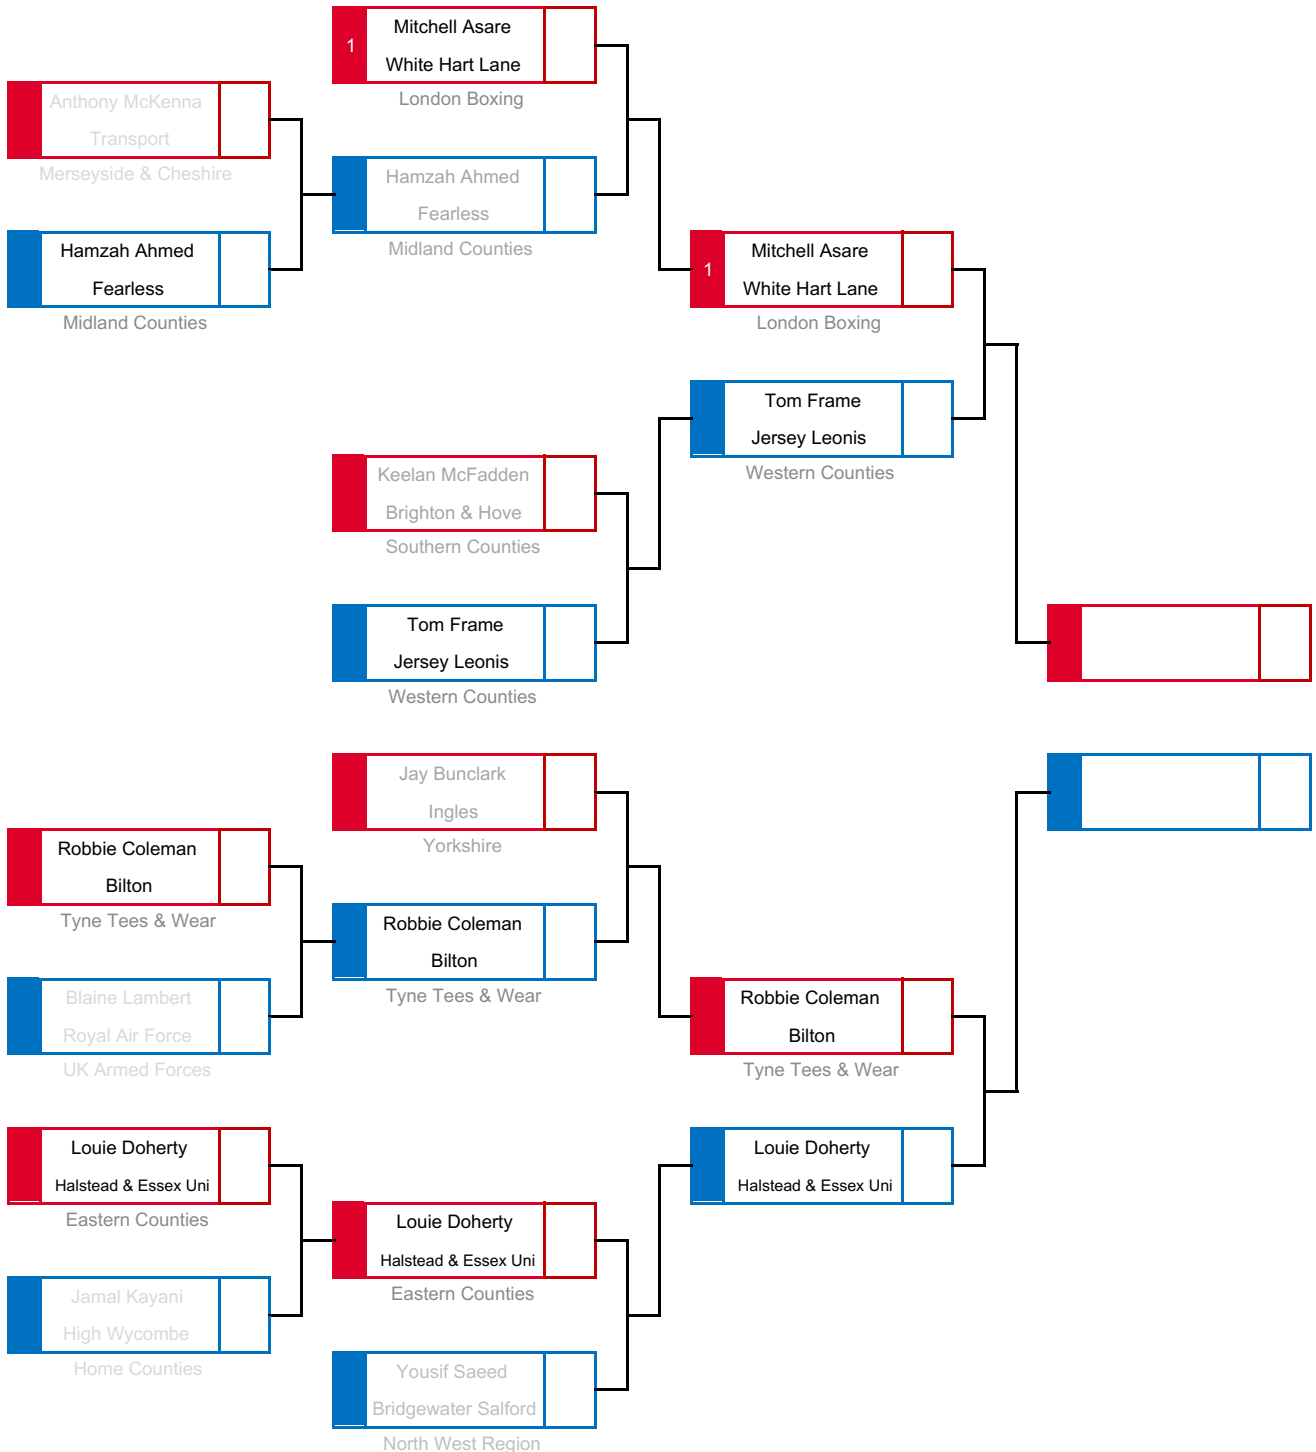 1
Mitchell Asare
White Hart Lane
London Boxing
Anthony McKenna
Transport
Merseyside & Cheshire
Hamzah Ahmed
Fearless
Midland Counties
Hamzah Ahmed
Fearless
Midland Counties
1
Mitchell Asare
White Hart Lane
London Boxing
Tom Frame
Jersey Leonis
Western Counties
Keelan McFadden
Brighton & Hove
Southern Counties
Tom Frame
Jersey Leonis
Western Counties
Jay Bunclark
Ingles
Yorkshire
Robbie Coleman
Bilton
Tyne Tees & Wear
Robbie Coleman
Bilton
Tyne Tees & Wear
Blaine Lambert
Royal Air Force
UK Armed Forces
Robbie Coleman
Bilton
Tyne Tees & Wear
Louie Doherty
Halstead & Essex Uni
Eastern Counties
Louie Doherty
Halstead & Essex Uni
Louie Doherty
Halstead & Essex Uni
Eastern Counties
Jamal Kayani
High Wycombe
Home Counties
Yousif Saeed
Bridgewater Salford
North West Region